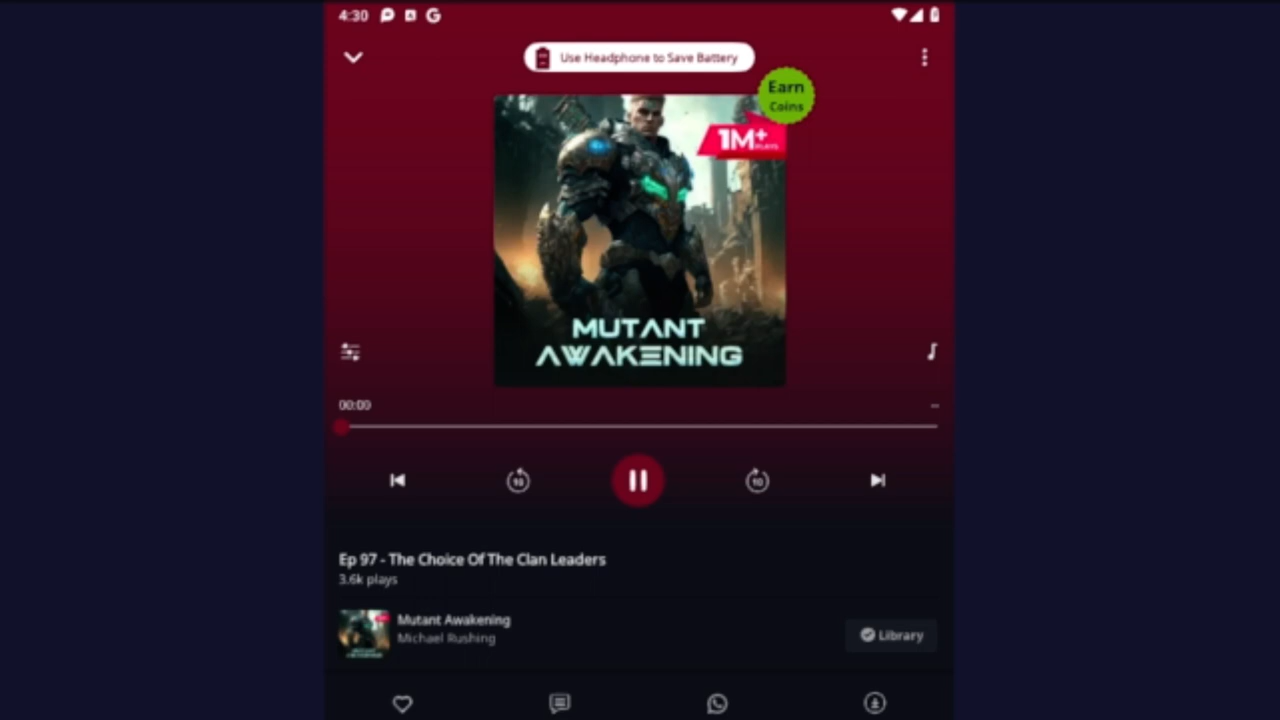 4:30
Use Headphone to Save Battery
Earn
Coins
1M+
PLAYS
MUTANT
AWAKENING
00:00
--
10
10
Ep 97 - The Choice Of The Clan Leaders
3.6k plays
Mutant Awakening
Michael Rushing
Library